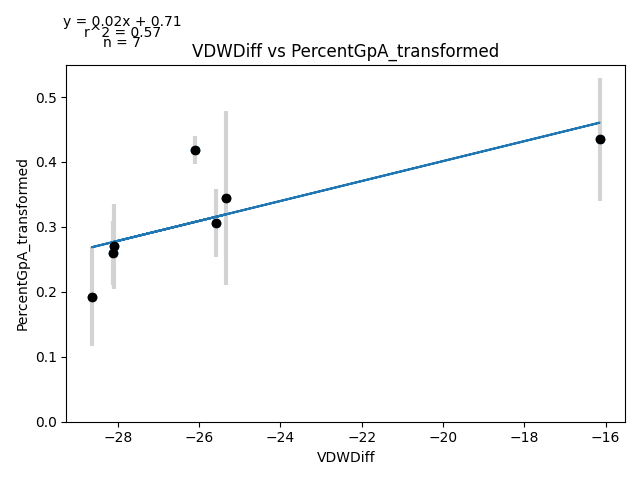 y = 0.02x + 0.71
r^2 = 0.57
n = 7
VDWDiff vs PercentGpA_transformed
PercentGpA_transformed
0.5
0.4
0.3
0.2
0.1
0.0
−28
−26
−24
−22
−20
−18
−16
VDWDiff